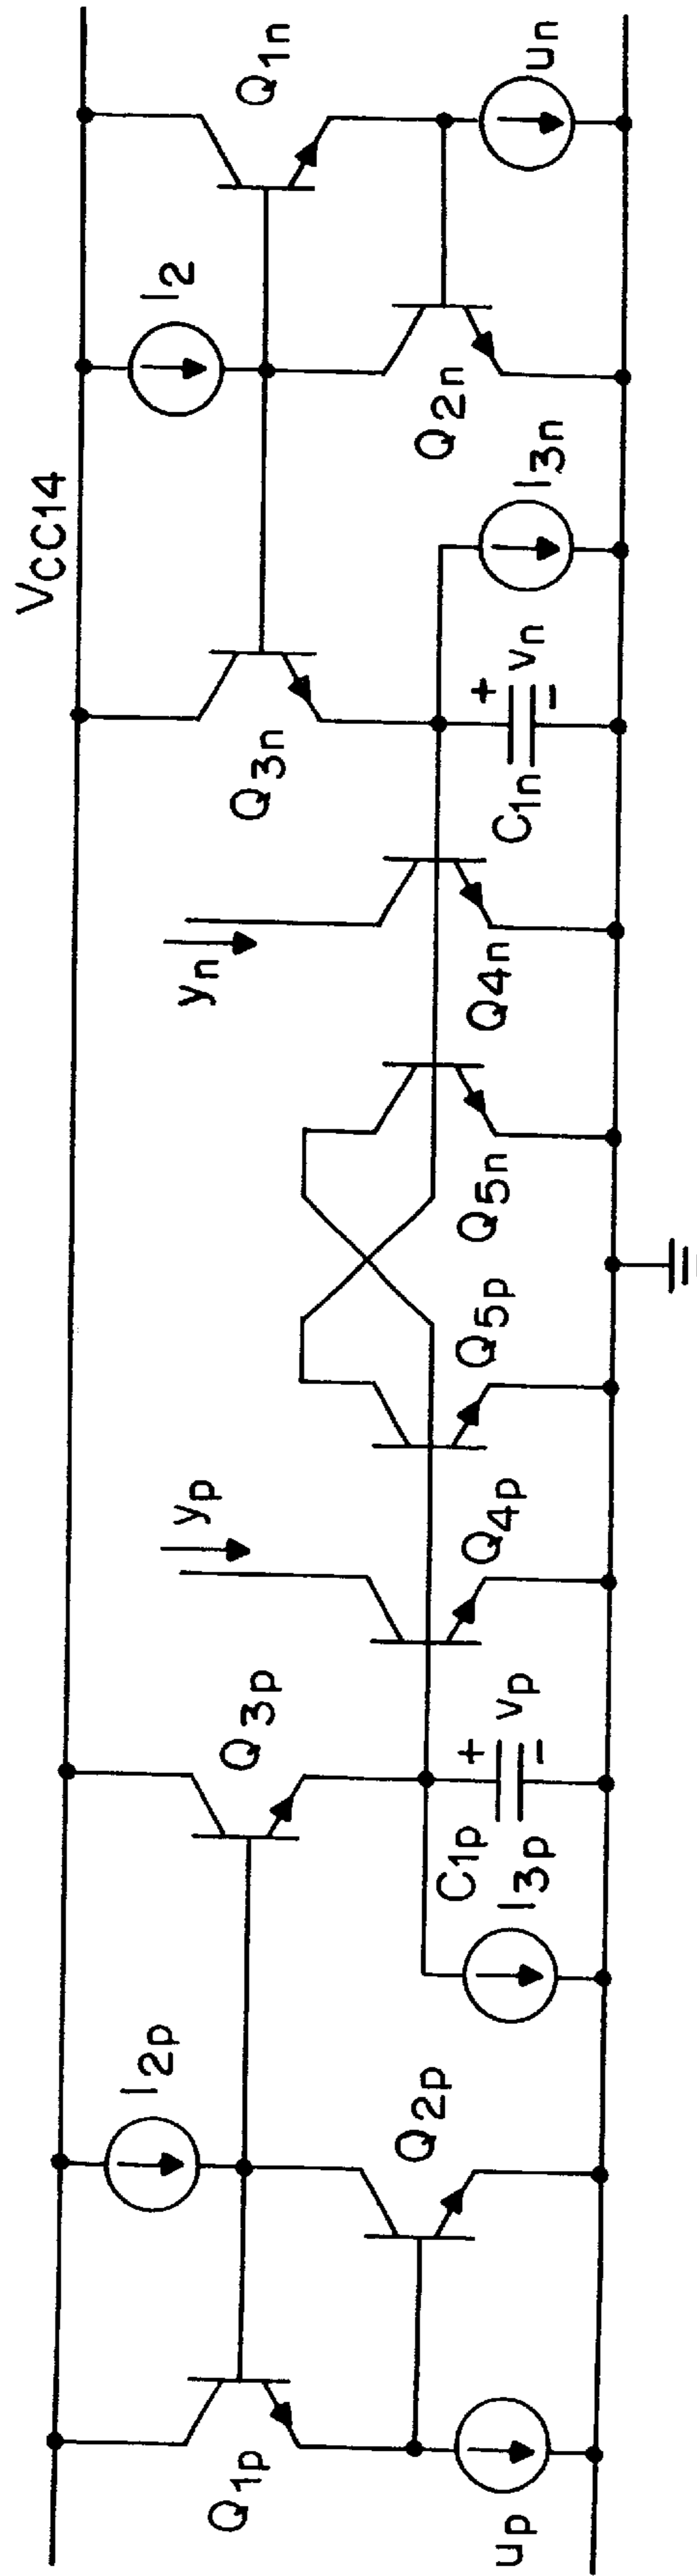 VCC14
Q1p
I2p
Q3p
yp
yn
Q3n
I2
Q1n
Q2p
Q4p
Q5p
Q5n
Q4n
Q2n
up
I3p
C1p
+
vp
−
C1n
+
vn
−
I3n
un